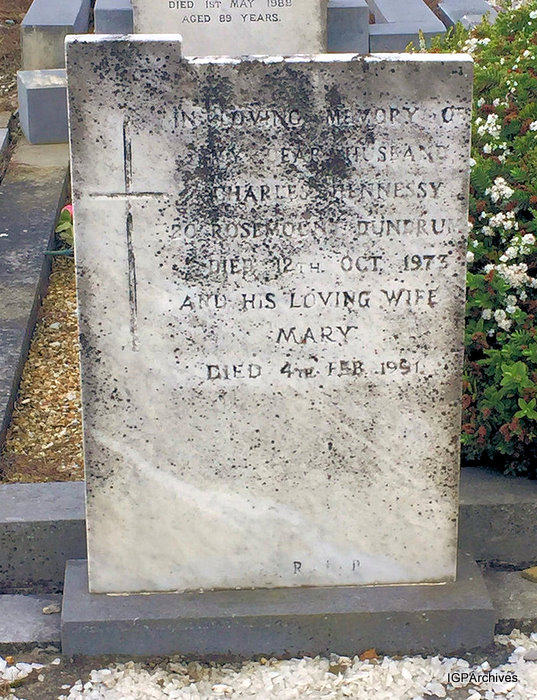 DIED 1ST MAY 1988
AGED 89 YEARS.
IN LOVING MEMORY OF
MY DEAR HUSBAND
CHARLES HENNESSY
20 ROSEMOUNT DUNDRUM
DIED 12TH OCT. 1973
AND HIS LOVING WIFE
MARY
DIED 4TH FEB. 1991
R. I. P
IGPArchives